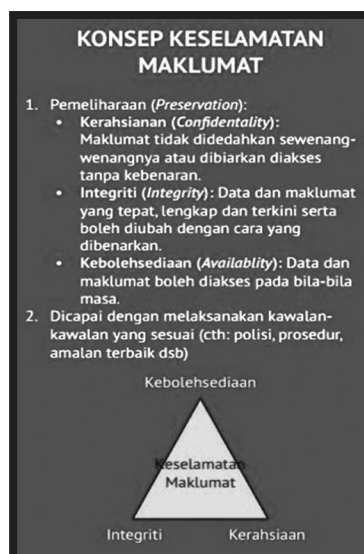 KONSEP KESELAMATAN
MAKLUMAT
1. Pemeliharaan (Preservation):
• Kerahsianan (Confidentality):
Maklumat tidak didedahkan sewenang-
wenangnya atau dibiarkan diakses
tanpa kebenaran.
• Integriti (Integrity): Data dan maklumat
yang tepat, lengkap dan terkini serta
boleh diubah dengan cara yang
dibenarkan.
• Kebolehsediaan (Availablity): Data dan
maklumat boleh diakses pada bila-bila
masa.
2. Dicapai dengan melaksanakan kawalan-
kawalan yang sesuai (cth: polisi, prosedur,
amalan terbaik dsb)
Kebolehsediaan
Keselamatan
Maklumat
Integriti Kerahsiaan